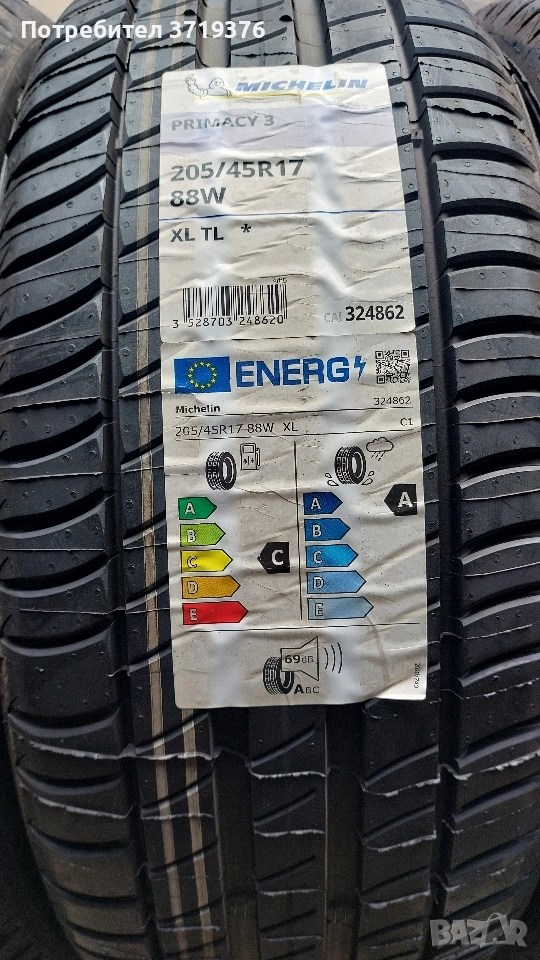 Потребител 3719376
MICHELIN
PRIMACY 3
205/45R17
88W
XL TL *
3 528703 248620
CAI 324862
ENERG
Michelin
324862
205/45R17 88W XL
C1
A
B
C
D
E
C
A
B
C
D
E
A
69dB
ABC
BAZAR